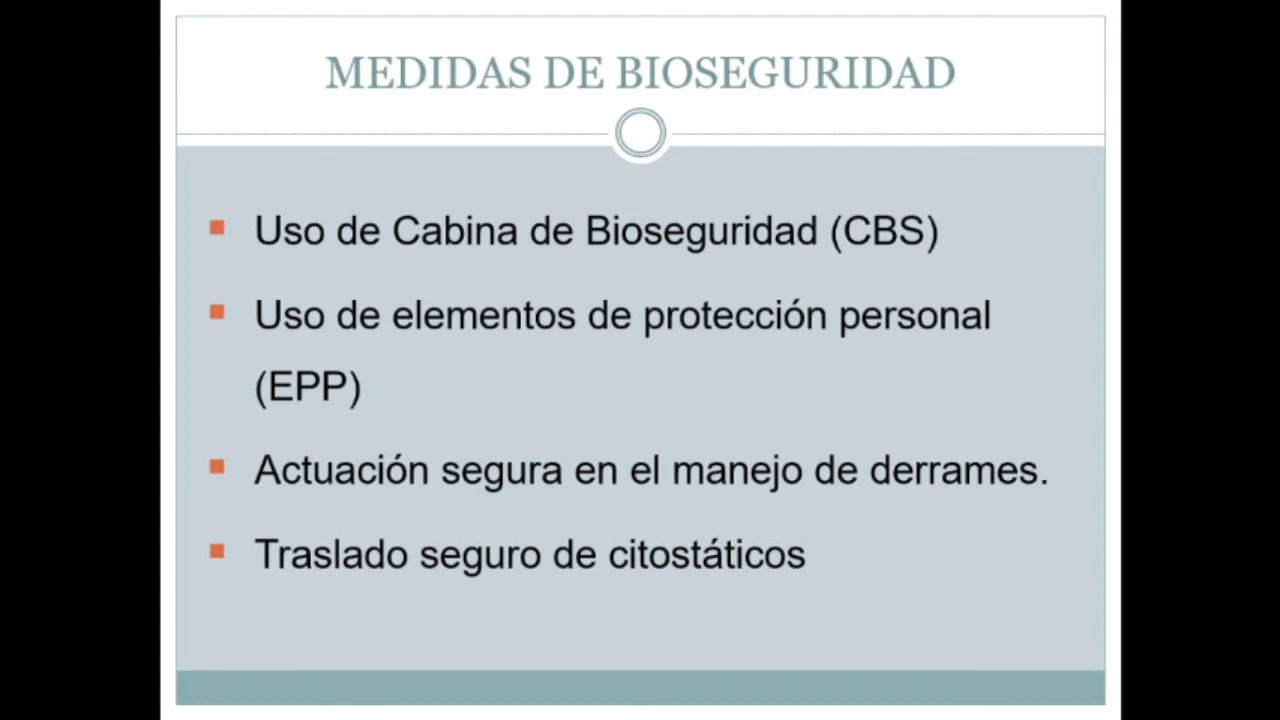 MEDIDAS DE BIOSEGURIDAD
Uso de Cabina de Bioseguridad (CBS)
Uso de elementos de protección personal
(EPP)
Actuación segura en el manejo de derrames.
Traslado seguro de citostáticos